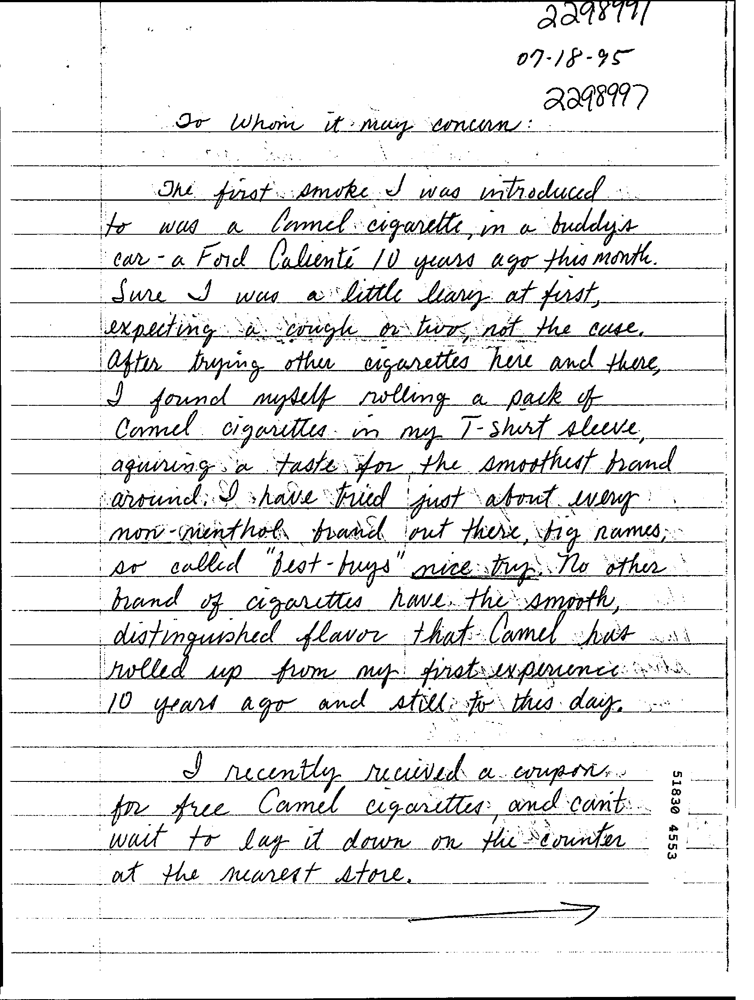 2298991
07-18-95
2298997
To Whom it may concern:
The first smoke I was introduced
to was a Camel cigarette, in a buddys
car - a Ford Calienté 10 years ago this month.
Sure I was a little leary at first,
expecting a cough or two, not the case.
After trying other cigarettes here and there,
I found myself rolling a pack of
Camel cigarettes in my T-shirt sleeve,
aquiring a taste for the smoothest brand
around. I have tried just about every
non-menthol brand out there, big names,
so called "best-buys" nice try. No other
brand of cigarettes have the smooth,
distinguished flavor that Camel has
rolled up from my first experience
10 years ago and still to this day.
I recently recieved a coupon
for free Camel cigarettes, and can't
wait to lay it down on the counter
at the nearest store.
51830 4553